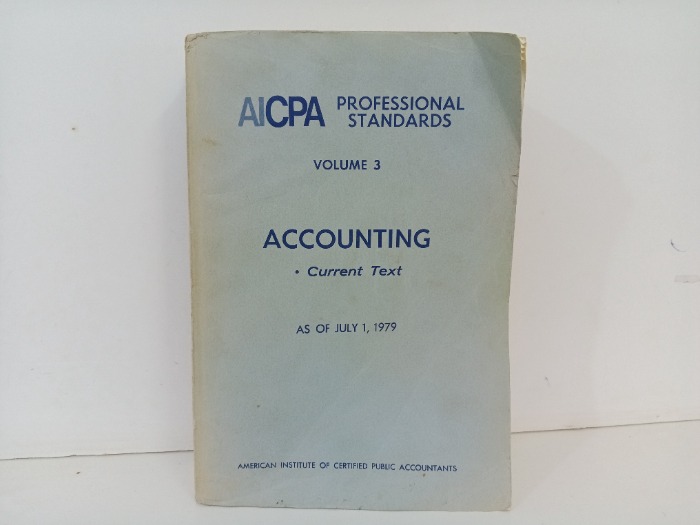 AICPA PROFESSIONAL
STANDARDS
VOLUME 3
ACCOUNTING
• Current Text
AS OF JULY 1, 1979
AMERICAN INSTITUTE OF CERTIFIED PUBLIC ACCOUNTANTS